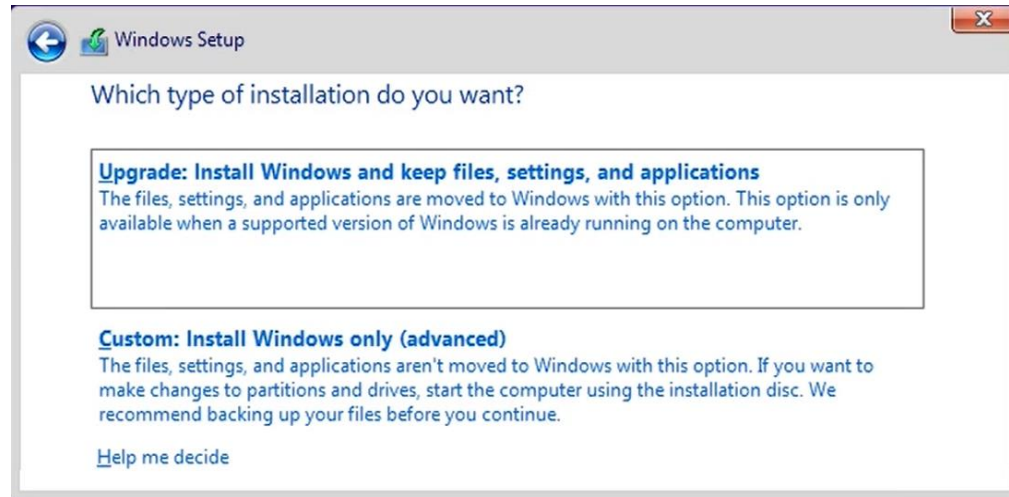 Windows Setup
Which type of installation do you want?
Upgrade: Install Windows and keep files, settings, and applications
The files, settings, and applications are moved to Windows with this option. This option is only
available when a supported version of Windows is already running on the computer.
Custom: Install Windows only (advanced)
The files, settings, and applications aren't moved to Windows with this option. If you want to
make changes to partitions and drives, start the computer using the installation disc. We
recommend backing up your files before you continue.
Help me decide